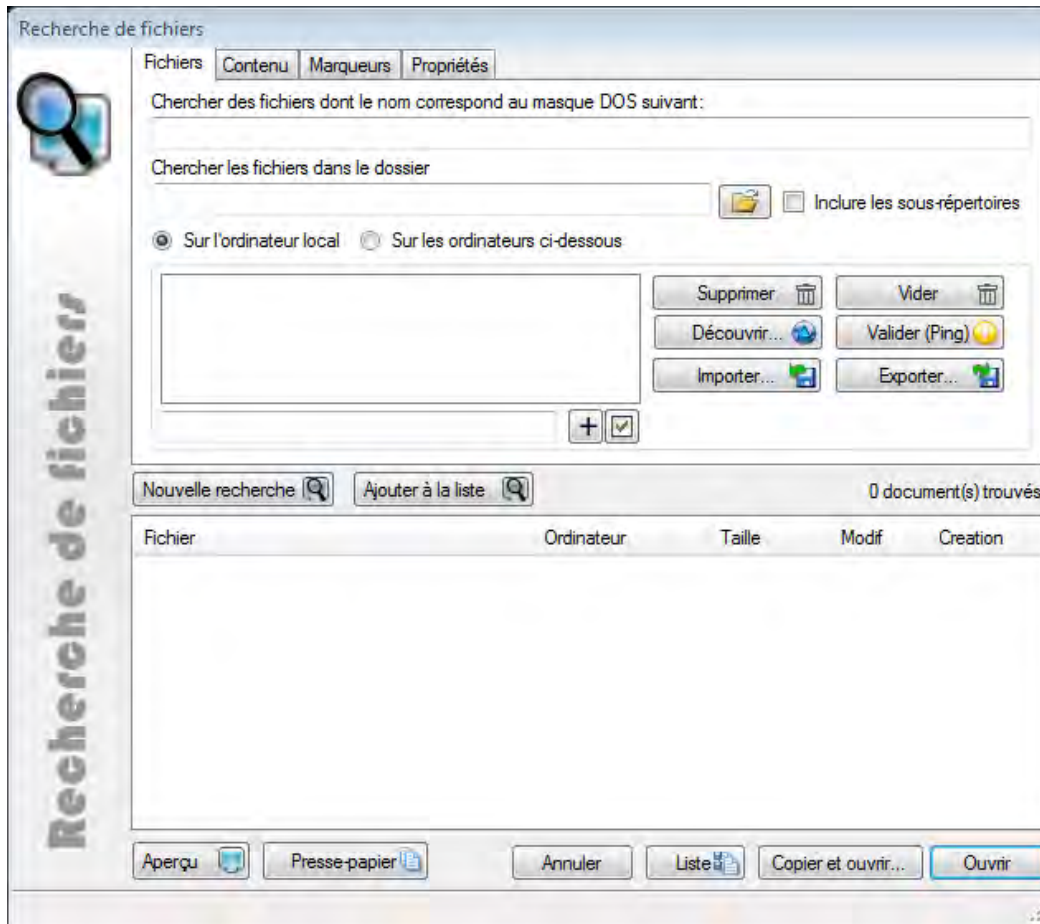 Recherche de fichiers
Fichiers Contenu Marqueurs Propriétés
Chercher des fichiers dont le nom correspond au masque DOS suivant:
Chercher les fichiers dans le dossier
Inclure les sous-répertoires
Sur l'ordinateur local Sur les ordinateurs ci-dessous
Supprimer Vider
Découvrir... Valider (Ping)
Importer... Exporter...
Recherche de fichiers
Nouvelle recherche Ajouter à la liste 0 document(s) trouvés
Fichier Ordinateur Taille Modif Creation
Aperçu Presse-papier Annuler Liste Copier et ouvrir... Ouvrir